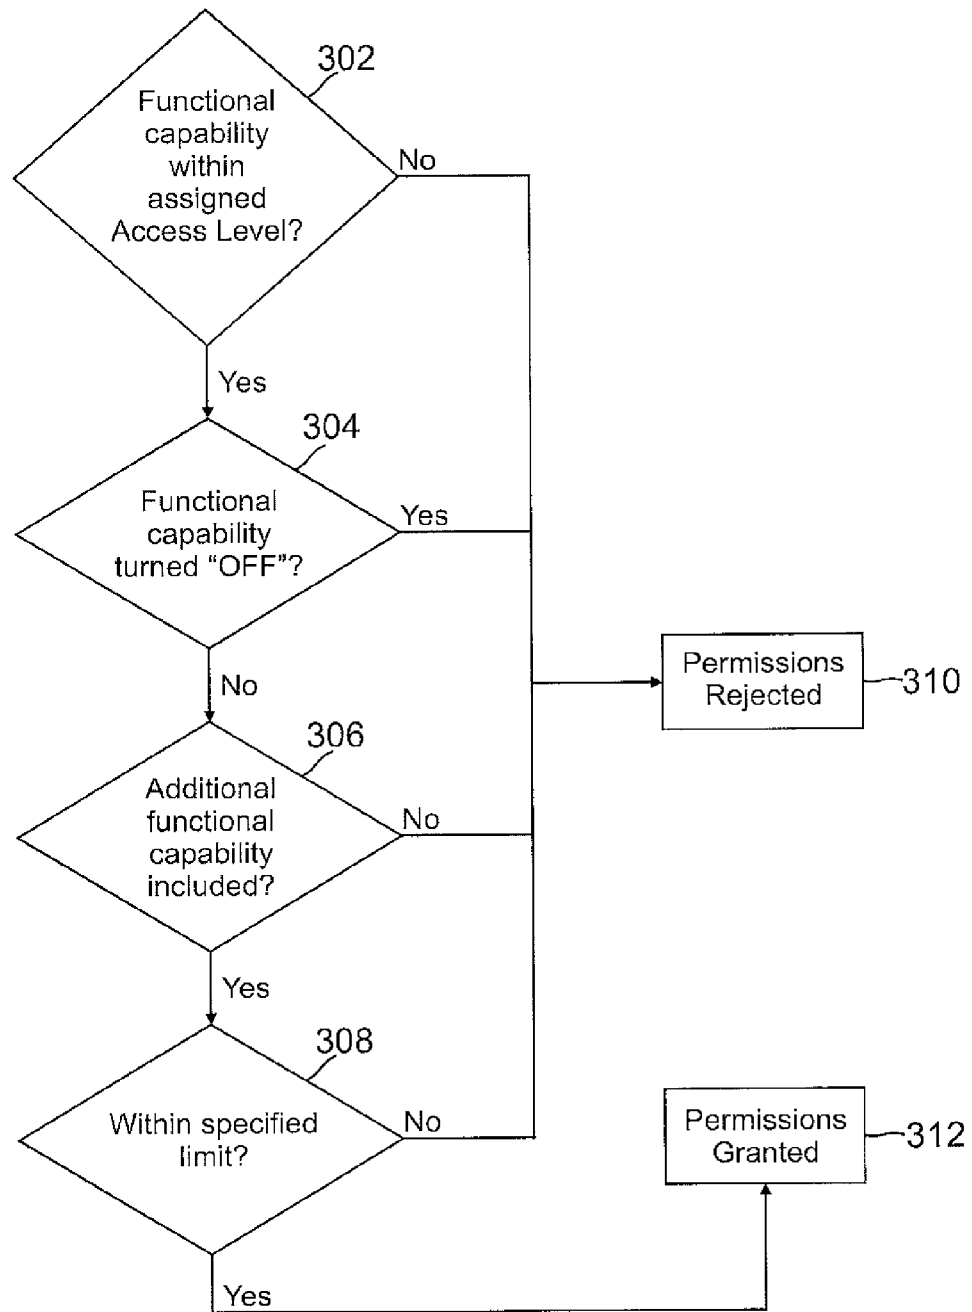 302
Functional
capability
within
assigned
Access Level?
No
Yes
304
Functional
capability
turned “OFF”?
Yes
No
306
Additional
functional
capability
included?
No
Yes
308
Within specified
limit?
No
Yes
Permissions
Rejected
310
Permissions
Granted
312